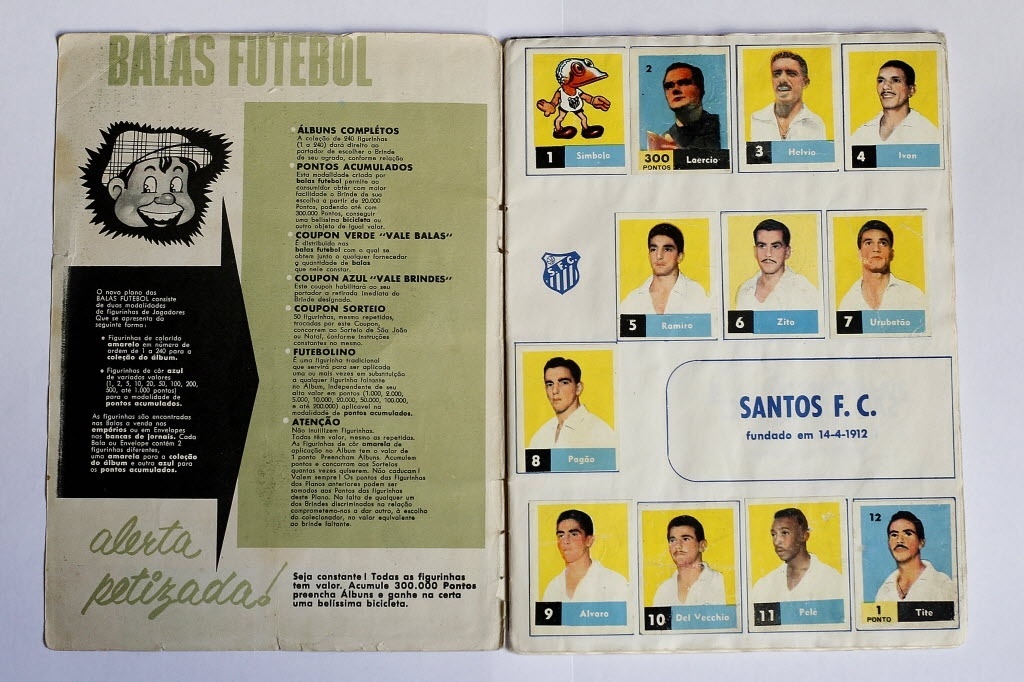 BALAS FUTEBOL
ÁLBUNS COMPLÉTOS
A coleção de 240 figurinhas
(1 a 240) dará direito ao
portador de escolher o Brinde
de seu agrado, conforme relação
PONTOS ACUMULADOS
Esta modalidade criada por
balas futebol permite ao
consumidor obter com maior
facilidade o Brinde de sua
escolha a partir de 20.000
Pontos, podendo até com
300.000 Pontos, conseguir
uma belíssima bicicleta ou
outro objeto de igual valor.
COUPON VERDE "VALE BALAS"
É distribuido nas
balas futebol com o qual se
obtem junto a qualquer fornecedor
a quantidade de balas
que nele constar.
COUPON AZUL "VALE BRINDES"
Este coupon habilitará ao seu
portador a retirada imediata do
Brinde designado.
COUPON SORTEIO
50 figurinhas, mesmo repetidas,
trocadas por este Coupon,
concorrem ao Sorteio de São João
ou Natal, conforme instruções
constantes no mesmo.
FUTEBOLINO
É uma figurinha tradicional
que servirá para ser aplicada
uma ou mais vezes em substituição
a qualquer figurinha faltante
no Álbum, independente de seu
alto valor em pontos (1.000, 2.000,
5.000, 10.000, 20.000, 50.000, 100.000,
e até 200.000) aplicavel na
modalidade de pontos acumulados.
ATENÇÃO
Não inutilizem figurinhas.
Todas têm valor, mesmo as repetidas.
As Figurinhas de côr amarela de
aplicação no Album tem o valor de
1 ponto. Preencham Álbuns. Acumulem
pontos e concorram aos Sorteios
quantas vezes quiserem. Não caducam!
Valem sempre! Os pontos das figurinhas
dos Planos anteriores podem ser
somados aos Pontos das figurinhas
deste Plano. Na falta de qualquer um
dos Brindes discriminados na relação
comprometemo-nos a dar outro, à escolha
do colecionador, no valor equivalente
ao brinde faltante.
O novo plano das
BALAS FUTEBOL consiste
de duas modalidades
de figurinhas de Jogadores
Que se apresenta da
seguinte forma:
Figurinhas de colorido
amarelo em número de
ordem de 1 a 240 para a
coleção do álbum.
Figurinhas de côr azul
de variados valores
(1, 2, 5, 10, 20, 50, 100, 200,
500, até 1.000 pontos)
para a modalidade de
pontos acumulados.
As figurinhas são encontradas
nas Balas a venda nos
empórios ou em Envelopes
nas bancas de jornais. Cada
Bala ou Envelope contém 2
figurinhas diferentes,
uma amarela para a coleção
do álbum e outra azul para
os pontos acumulados.
alerta
petizada!
Seja constante! Todas as figurinhas
tem valor. Acumule 300.000 Pontos
preencha Álbuns e ganhe na certa
uma belíssima bicicleta.
1 Símbolo
2
300 PONTOS Laercio
3 Helvio
4 Ivan
S.F.C.
5 Ramiro
6 Zito
7 Urubatão
8 Pagão
SANTOS F. C.
fundado em 14-4-1912
9 Alvaro
10 Del Vecchio
11 Pelé
12
1 PONTO Tite